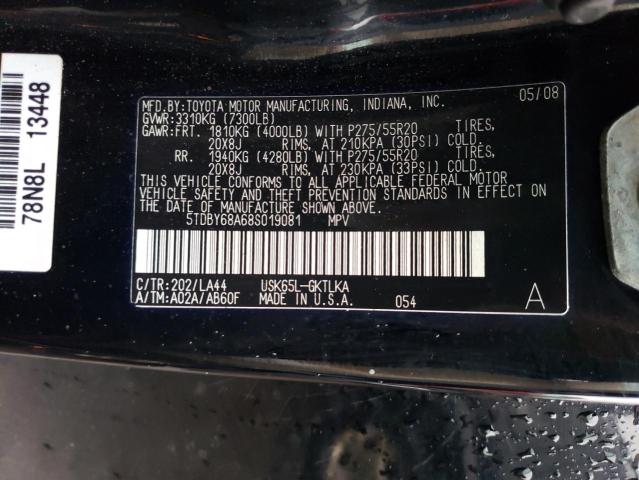 78N8L 13448
MFD.BY:TOYOTA MOTOR MANUFACTURING, INDIANA, INC. 05/08
GVWR:3310KG (7300LB)
GAWR:FRT. 1810KG (4000LB) WITH P275/55R20 TIRES,
20X8J RIMS, AT 210KPA (30PSI) COLD.
RR. 1940KG (4280LB) WITH P275/55R20 TIRES,
20X8J RIMS, AT 230KPA (33PSI) COLD.
THIS VEHICLE CONFORMS TO ALL APPLICABLE FEDERAL MOTOR
VEHICLE SAFETY AND THEFT PREVENTION STANDARDS IN EFFECT ON
THE DATE OF MANUFACTURE SHOWN ABOVE.
5TDBY68A68S019081 MPV
C/TR:202/LA44 USK65L-GKTLKA
A/TM:A02A/AB60F MADE IN U.S.A. 054 A